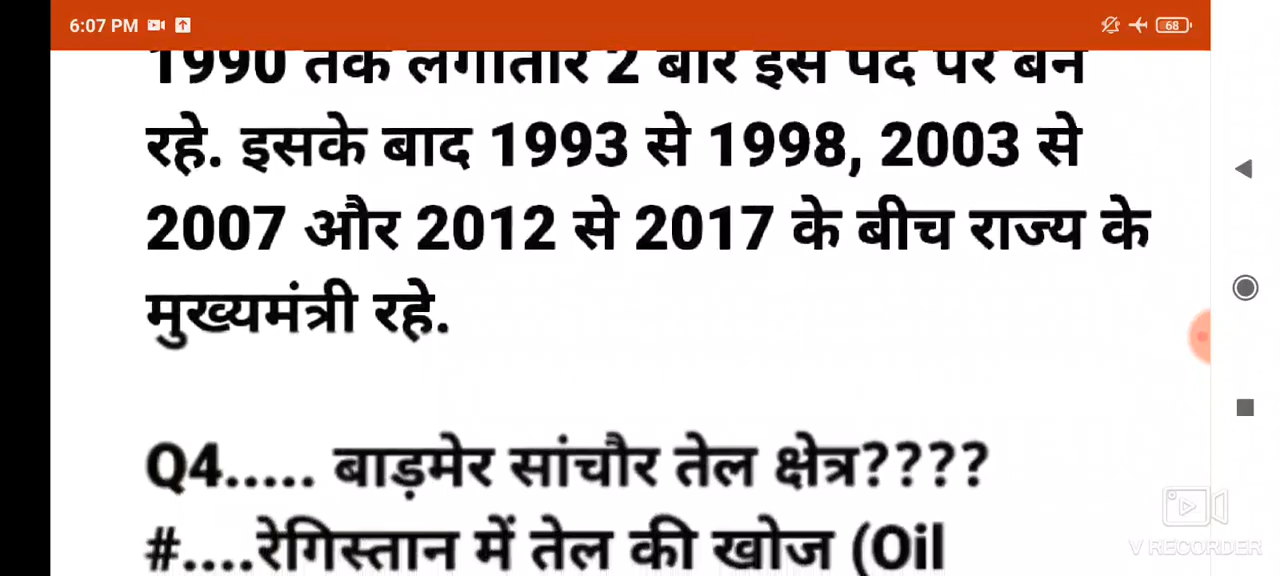 6:07 PM
68
1990 तक लगातार 2 बार इस पद पर बने
रहे. इसके बाद 1993 से 1998, 2003 से
2007 और 2012 से 2017 के बीच राज्य के
मुख्यमंत्री रहे.
Q4..... बाड़मेर सांचौर तेल क्षेत्र????
#....रेगिस्तान में तेल की खोज (Oil
V RECORDER